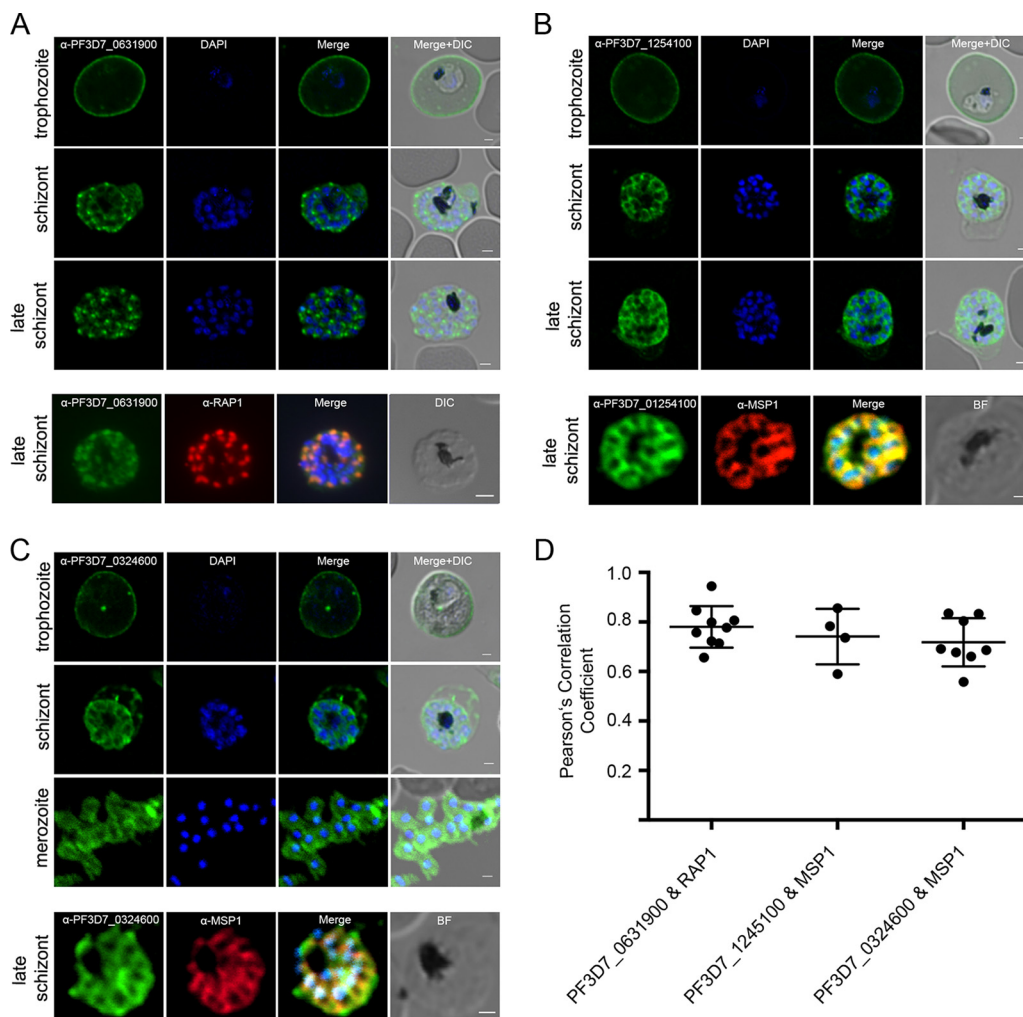 A
α-PF3D7_0631900 DAPI Merge Merge+DIC
trophozoite
schizont
late schizont
α-PF3D7_0631900 α-RAP1 Merge DIC
late schizont
B
α-PF3D7_1254100 DAPI Merge Merge+DIC
trophozoite
schizont
late schizont
α-PF3D7_01254100 α-MSP1 Merge BF
late schizont
C
α-PF3D7_0324600 DAPI Merge Merge+DIC
trophozoite
schizont
merozoite
α-PF3D7_0324600 α-MSP1 Merge BF
late schizont
D
Pearson's Correlation Coefficient
1.0
0.8
0.6
0.4
0.2
PF3D7_0631900 & RAP1
PF3D7_1245100 & MSP1
PF3D7_0324600 & MSP1